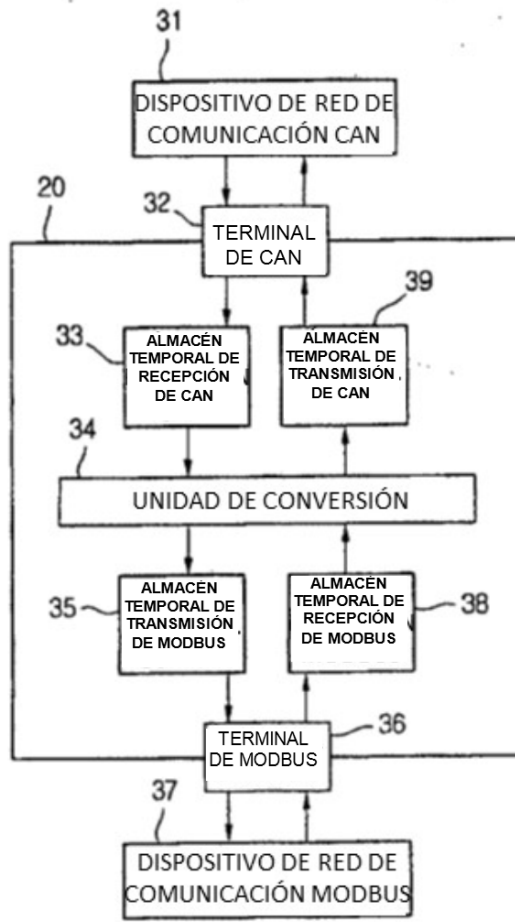 31
DISPOSITIVO DE RED DE
COMUNICACIÓN CAN
20
32
TERMINAL
DE CAN
33
ALMACÉN
TEMPORAL DE
RECEPCIÓN
DE CAN
39
ALMACÉN
TEMPORAL DE
TRANSMISIÓN
DE CAN
34
UNIDAD DE CONVERSIÓN
35
ALMACÉN
TEMPORAL DE
TRANSMISIÓN
DE MODBUS
38
ALMACÉN
TEMPORAL DE
RECEPCIÓN
DE MODBUS
36
TERMINAL
DE MODBUS
37
DISPOSITIVO DE RED DE
COMUNICACIÓN MODBUS